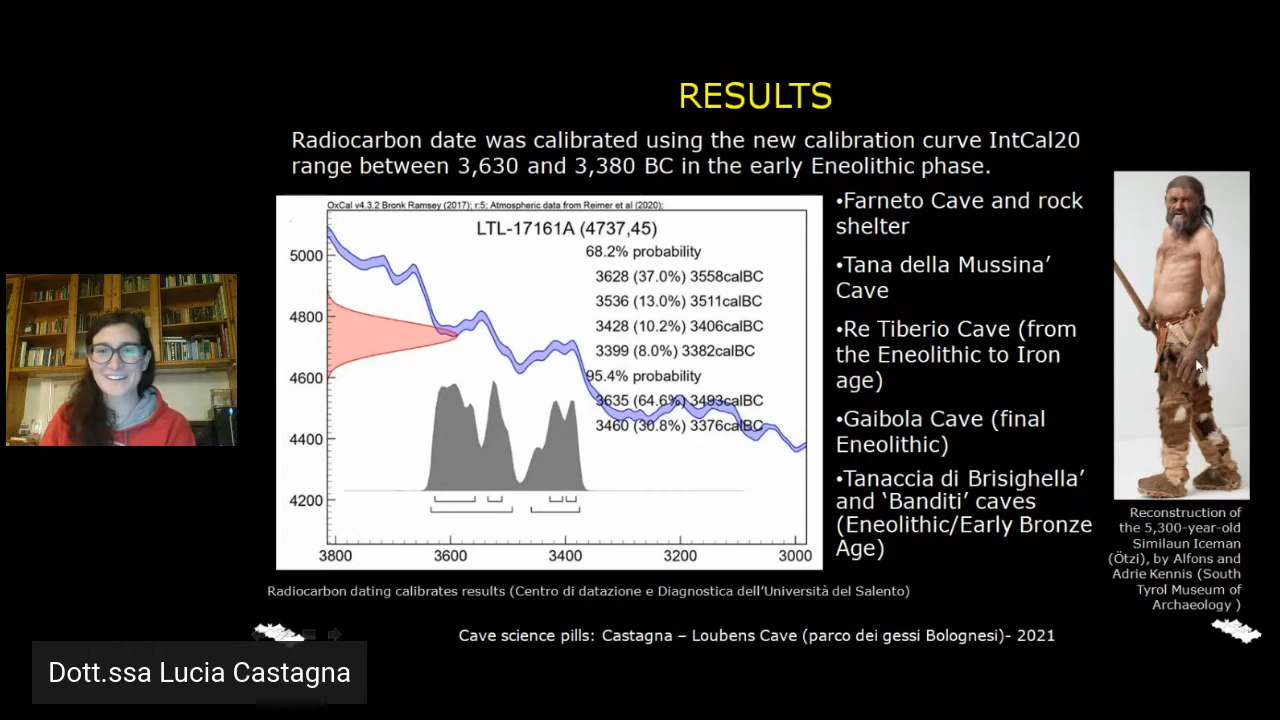 RESULTS
Radiocarbon date was calibrated using the new calibration curve IntCal20
range between 3,630 and 3,380 BC in the early Eneolithic phase.
OxCal v4.3.2 Bronk Ramsey (2017); r:5; Atmospheric data from Reimer et al (2020);
LTL-17161A (4737,45)
68.2% probability
3628 (37.0%) 3558calBC
3536 (13.0%) 3511calBC
3428 (10.2%) 3406calBC
3399 (8.0%) 3382calBC
95.4% probability
3635 (64.6%) 3493calBC
3460 (30.8%) 3376calBC
5000
4800
4600
4400
4200
3800 3600 3400 3200 3000
•Farneto Cave and rock
shelter
•Tana della Mussina’
Cave
•Re Tiberio Cave (from
the Eneolithic to Iron
age)
•Gaibola Cave (final
Eneolithic)
•Tanaccia di Brisighella’
and ‘Banditi’ caves
(Eneolithic/Early Bronze
Age)
Reconstruction of
the 5,300-year-old
Similaun Iceman
(Ötzi), by Alfons and
Adrie Kennis (South
Tyrol Museum of
Archaeology )
Radiocarbon dating calibrates results (Centro di datazione e Diagnostica dell’Università del Salento)
Cave science pills: Castagna – Loubens Cave (parco dei gessi Bolognesi)- 2021
Dott.ssa Lucia Castagna